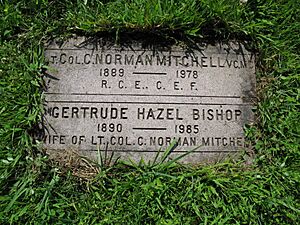 LT. COL. C. NORMAN MITCHELL V.C. M.C.
1889 — 1978
R. C. E., C. E. F.
GERTRUDE HAZEL BISHOP
1890 — 1985
WIFE OF LT. COL. C. NORMAN MITCHELL